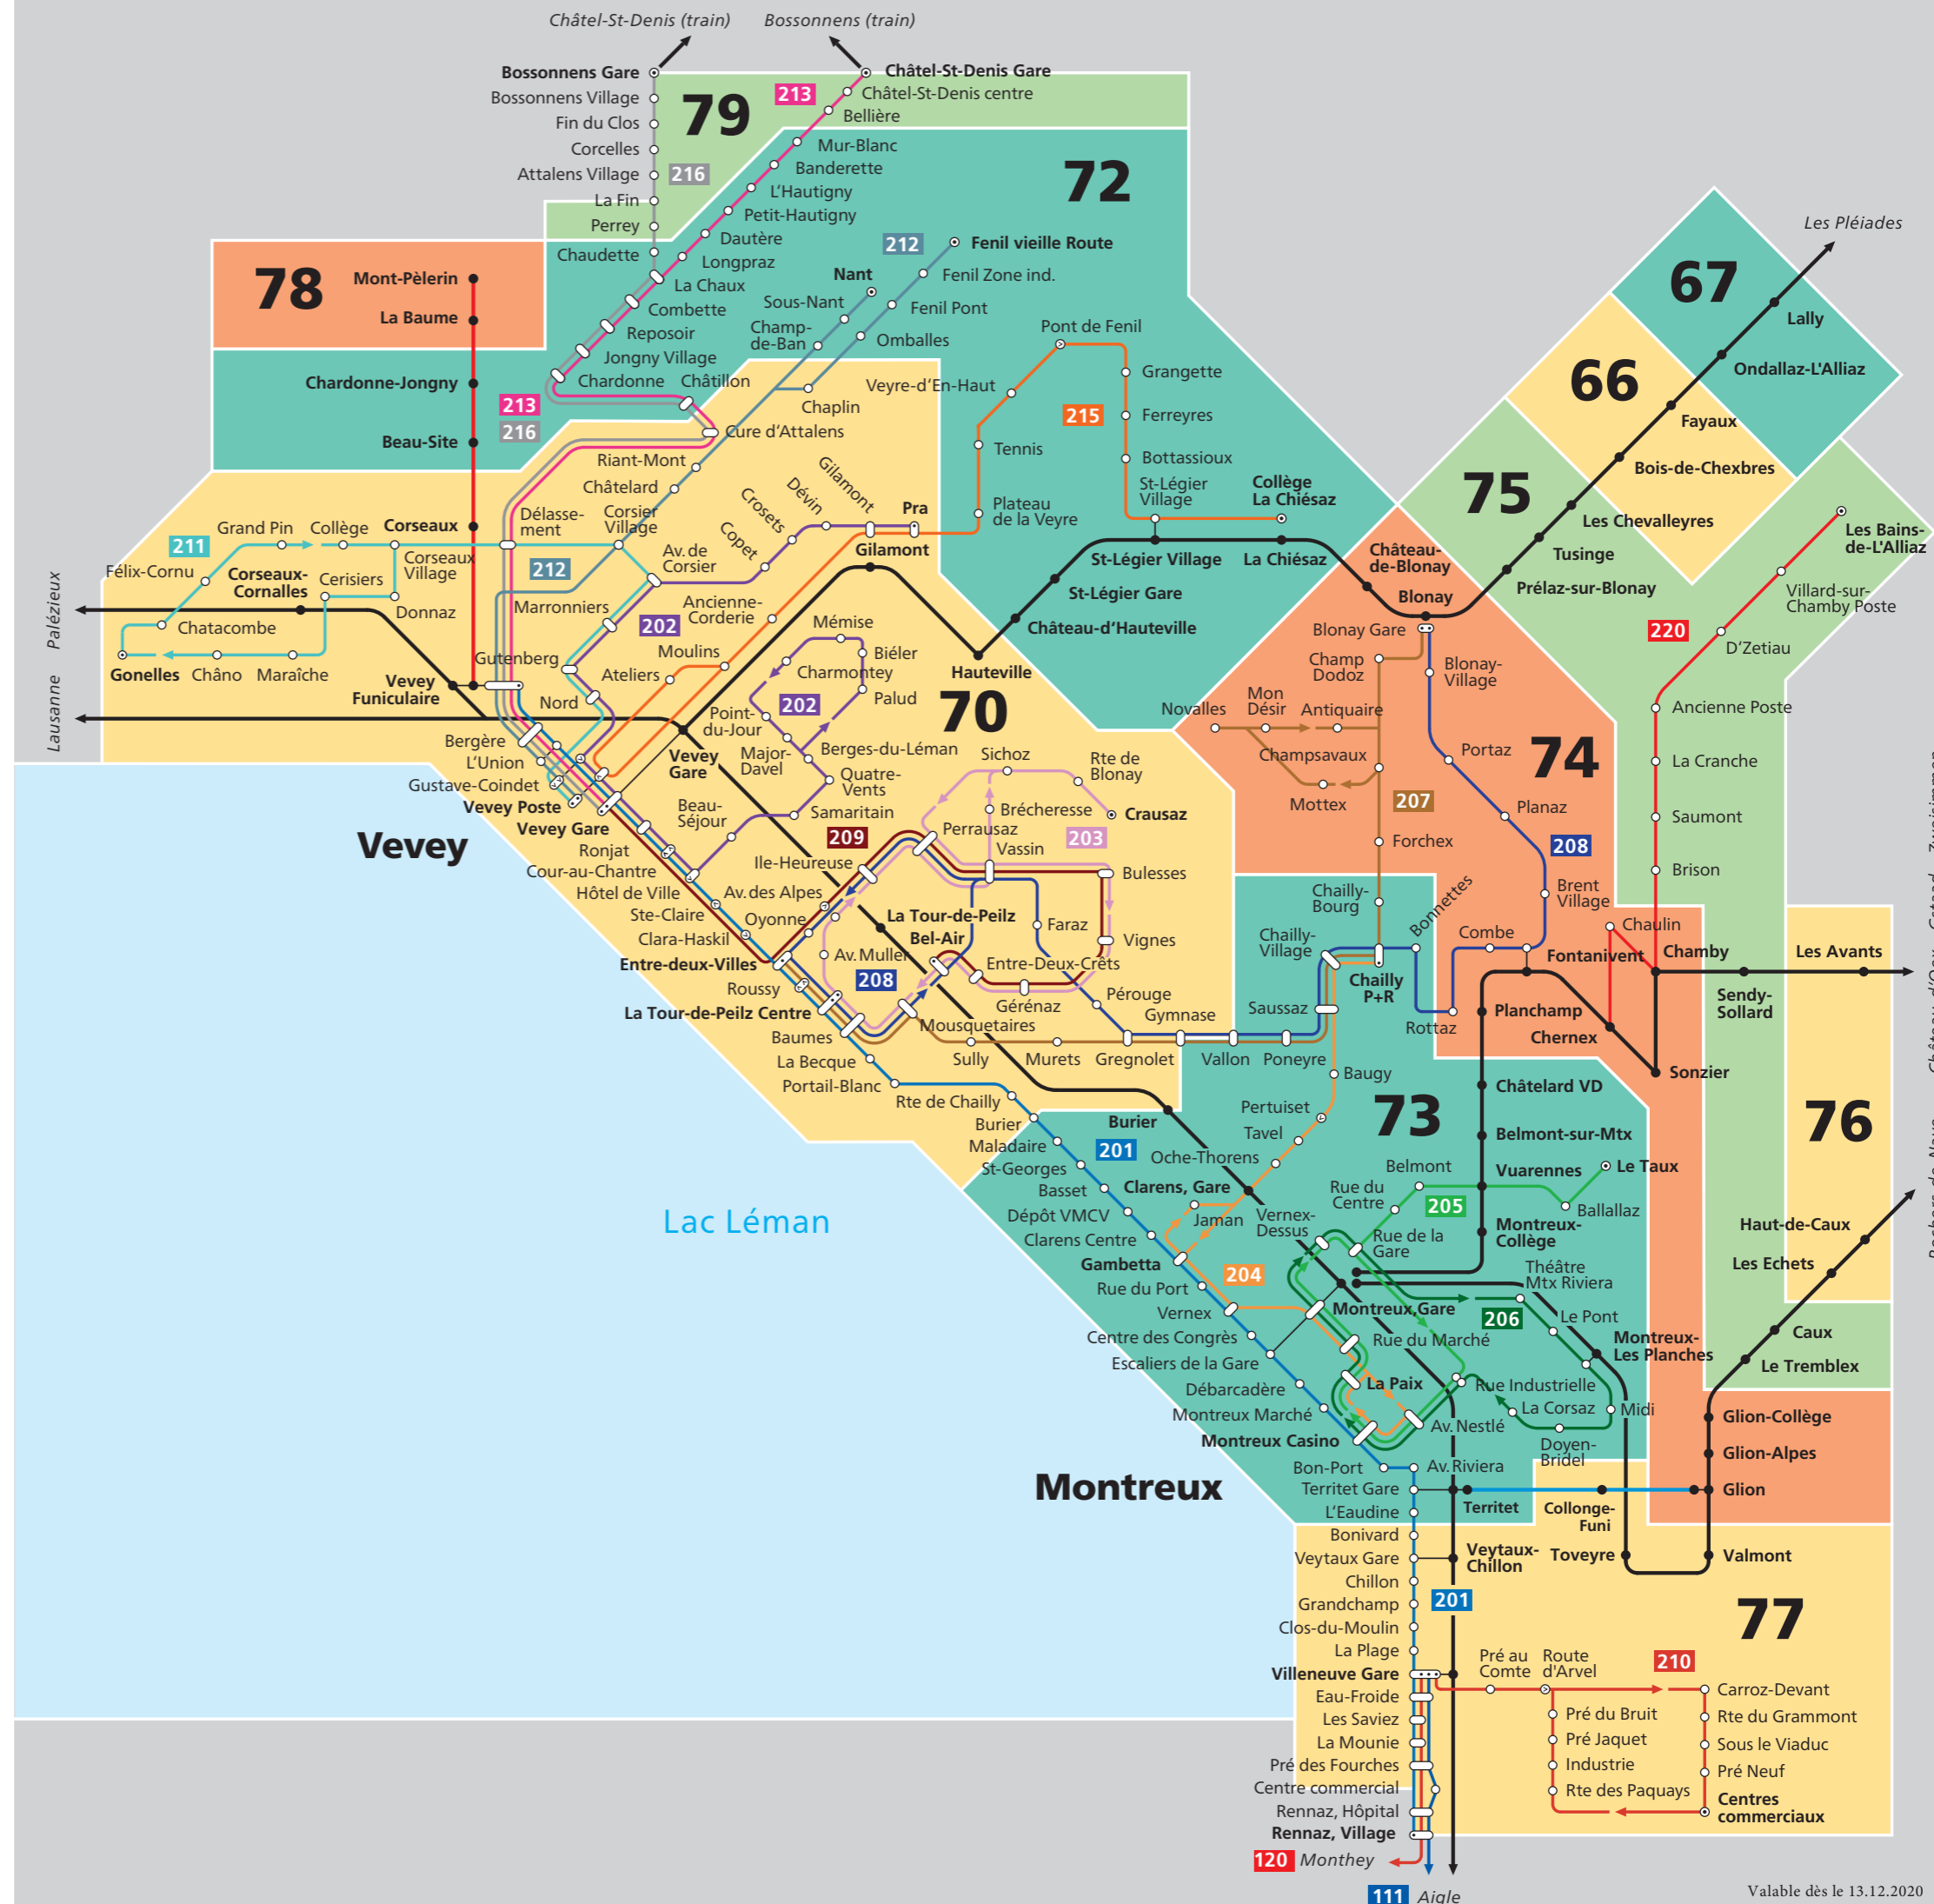 Châtel-St-Denis (train)
Bossonnens (train)
Bossonnens Gare
Bossonnens Village
Fin du Clos
Corcelles
Attalens Village
La Fin
Perrey
Chaudette
79
216
213
Châtel-St-Denis Gare
Châtel-St-Denis centre
Bellière
Mur-Blanc
Banderette
L'Hautigny
Petit-Hautigny
Dautère
Longpraz
La Chaux
Combette
Reposoir
Jongny Village
Chardonne
Châtillon
Cure d'Attalens
72
78
Mont-Pèlerin
La Baume
Chardonne-Jongny
Beau-Site
213
216
212
Fenil vieille Route
Fenil Zone ind.
Fenil Pont
Omballes
Nant
Sous-Nant
Champ-
de-Ban
Chaplin
Riant-Mont
Châtelard
Corsier
Village
Délasse-
ment
Pont de Fenil
Grangette
Ferreyres
Bottassioux
St-Légier
Village
Collège
La Chiésaz
215
Veyre-d'En-Haut
Tennis
Plateau
de la Veyre
Les Pléiades
67
Lally
Ondallaz-L'Alliaz
66
Fayaux
Bois-de-Chexbres
75
Les Chevalleyres
Tusinge
Prélaz-sur-Blonay
Les Bains-
de-L'Alliaz
Villard-sur-
Chamby Poste
D'Zetiau
220
Ancienne Poste
La Cranche
Saumont
Brison
211
Grand Pin
Collège
Corseaux
Félix-Cornu
Corseaux-
Cornalles
Cerisiers
Corseaux
Village
Donnaz
Chatacombe
Gonelles
Châno
Maraîche
Palézieux
Lausanne
Vevey
Funiculaire
212
Marronniers
Gutenberg
Av. de
Corsier
Copet
Crosets
Dévin
Gilamont
Pra
Gilamont
202
Ancienne-
Corderie
Moulins
Ateliers
Nord
Mémise
Biéler
Charmontey
Palud
202
Point-
du-Jour
Major-
Davel
Berges-du-Léman
Quatre-
Vents
Samaritain
Beau-
Séjour
Hauteville
Château-d'Hauteville
St-Légier Gare
St-Légier Village
La Chiésaz
Château-
de-Blonay
Blonay
70
Bergère
L'Union
Gustave-Coindet
Vevey Poste
Vevey Gare
Vevey
Gare
Ronjat
Cour-au-Chantre
Hôtel de Ville
Ste-Claire
Clara-Haskil
Entre-deux-Villes
Roussy
La Tour-de-Peilz Centre
Baumes
La Becque
Portail-Blanc
Rte de Chailly
Burier
Maladaire
St-Georges
Basset
Dépôt VMCV
Clarens Centre
Gambetta
Rue du Port
Vernex
Centre des Congrès
Escaliers de la Gare
Débarcadère
Montreux Marché
Montreux Casino
Bon-Port
Av. Riviera
Vevey
209
Ile-Heureuse
Av. des Alpes
Oyonne
Av. Muller
208
La Tour-de-Peilz
Bel-Air
Sichoz
Rte de
Blonay
Crausaz
Brécheresse
203
Perrausaz
Vassin
Bulesses
Faraz
Vignes
Entre-Deux-Crêts
Gérénaz
Pérouge
Gymnase
Mousquetaires
Sully
Murets
Gregnolet
Vallon
Poneyre
Saussaz
Blonay Gare
Champ
Dodoz
Mon
Désir
Novalles
Antiquaire
Champsavaux
Mottex
207
Forchex
Chailly-
Bourg
Chailly-
Village
Chailly
P+R
Bonnettes
Blonay-
Village
Portaz
74
Planaz
208
Brent
Village
Combe
Rottaz
Fontanivent
Chaulin
Chamby
Les Avants
Sendy-
Sollard
Planchamp
Chernex
Sonzier
Châtelard VD
Belmont-sur-Mtx
Vuarennes
Le Taux
Ballallaz
Montreux-
Collège
76
73
Baugy
Pertuiset
Tavel
Oche-Thorens
Burier
201
Clarens, Gare
Jaman
Vernex-
Dessus
Belmont
Rue du
Centre
205
Rue de la
Gare
204
Montreux,Gare
Rue du Marché
La Paix
Théâtre
Mtx Riviera
206
Le Pont
Montreux-
Les Planches
Rue Industrielle
La Corsaz
Midi
Av. Nestlé
Doyen-
Bridel
Haut-de-Caux
Les Echets
Caux
Le Tremblex
Glion-Collège
Glion-Alpes
Glion
Lac Léman
Montreux
Territet Gare
Territet
Collonge-
Funi
L'Eaudine
Bonivard
Veytaux Gare
Veytaux-
Chillon
Toveyre
Valmont
Chillon
Grandchamp
201
Clos-du-Moulin
La Plage
77
Villeneuve Gare
Eau-Froide
Les Saviez
La Mounie
Pré des Fourches
Centre commercial
Rennaz, Hôpital
Rennaz, Village
Pré au
Comte
Route
d'Arvel
210
Carroz-Devant
Rte du Grammont
Sous le Viaduc
Pré Neuf
Centres
commerciaux
Pré du Bruit
Pré Jaquet
Industrie
Rte des Paquays
120 Monthey
111 Aigle
Valable dès le 13.12.2020